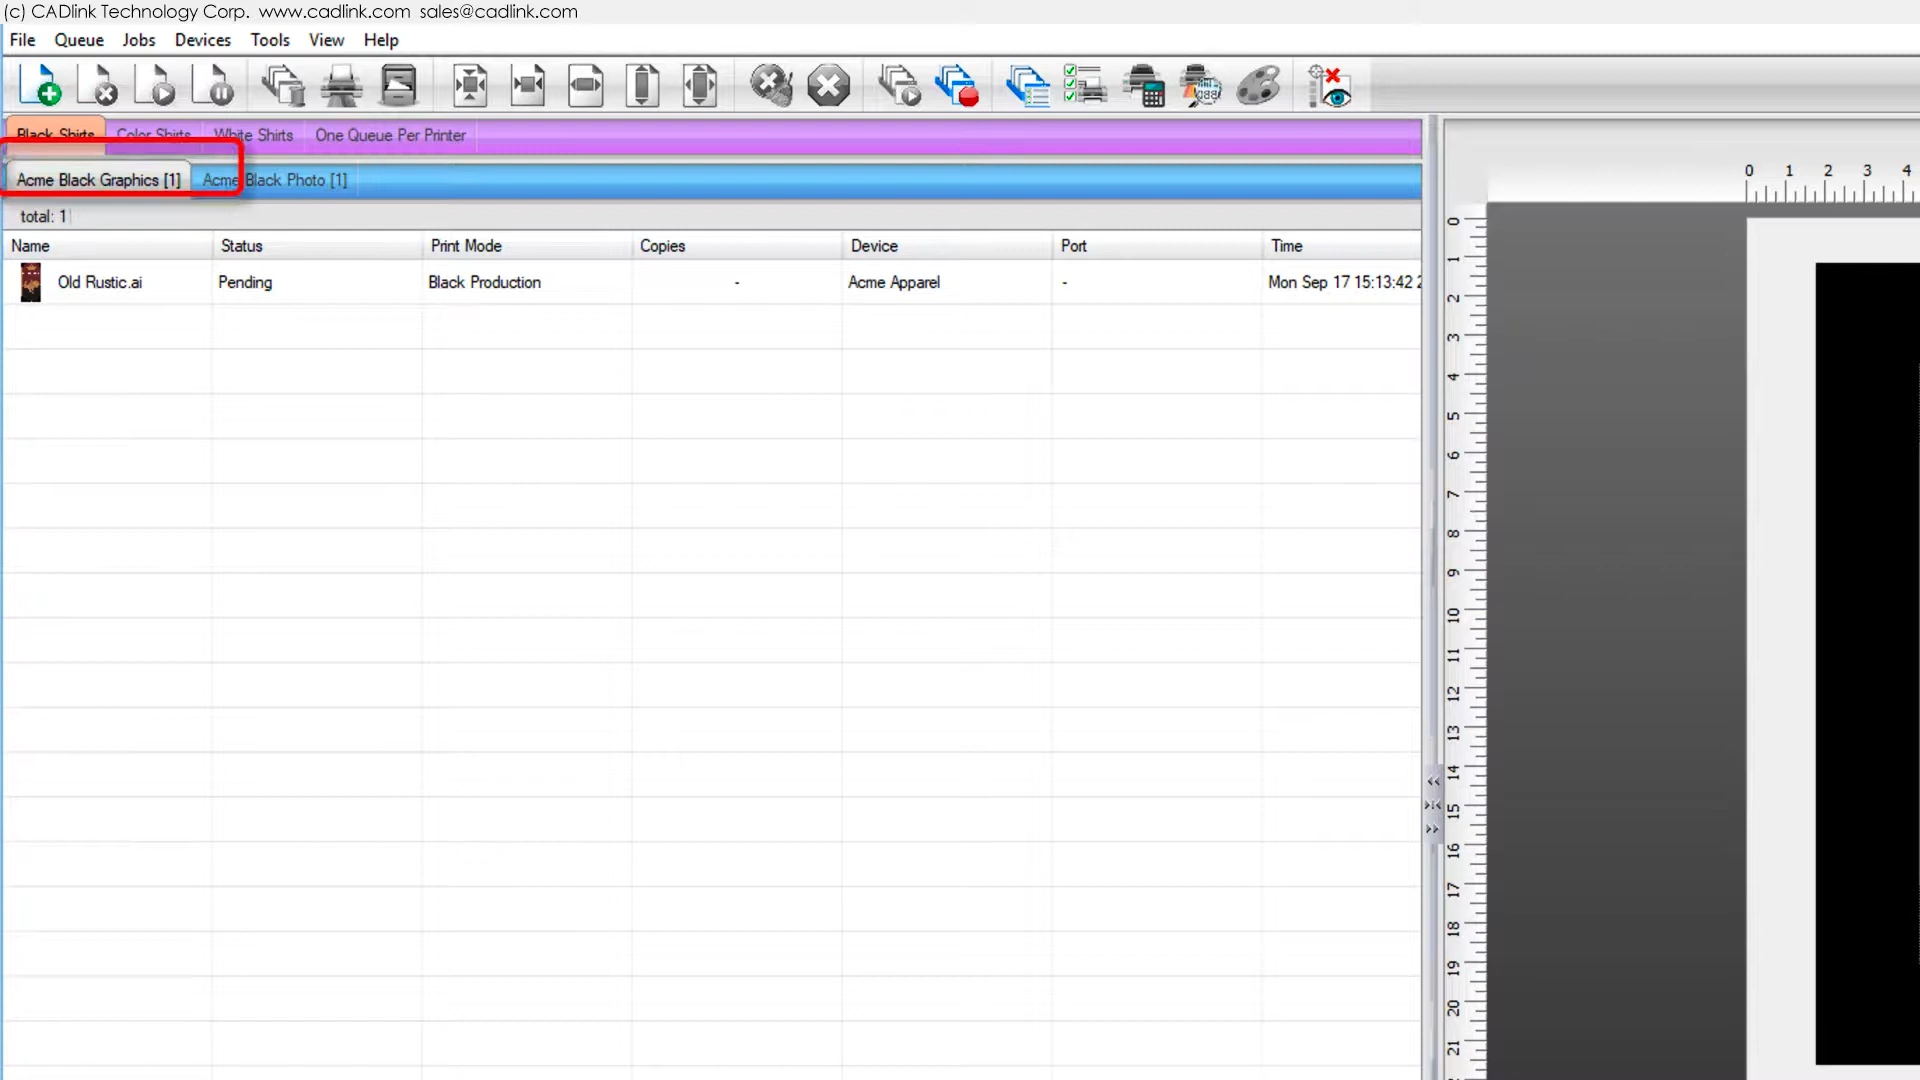 (c) CADlink Technology Corp. www.cadlink.com sales@cadlink.com
File Queue Jobs Devices Tools View Help
Black Shirts Color Shirts White Shirts One Queue Per Printer
Acme Black Graphics [1] Acme Black Photo [1]
total: 1
Name Status Print Mode Copies Device Port Time
Old Rustic.ai Pending Black Production - Acme Apparel - Mon Sep 17 15:13:42
0 1 2 3 4
0
1
2
3
4
5
6
7
8
9
10
11
12
13
14
15
16
17
18
19
20
21